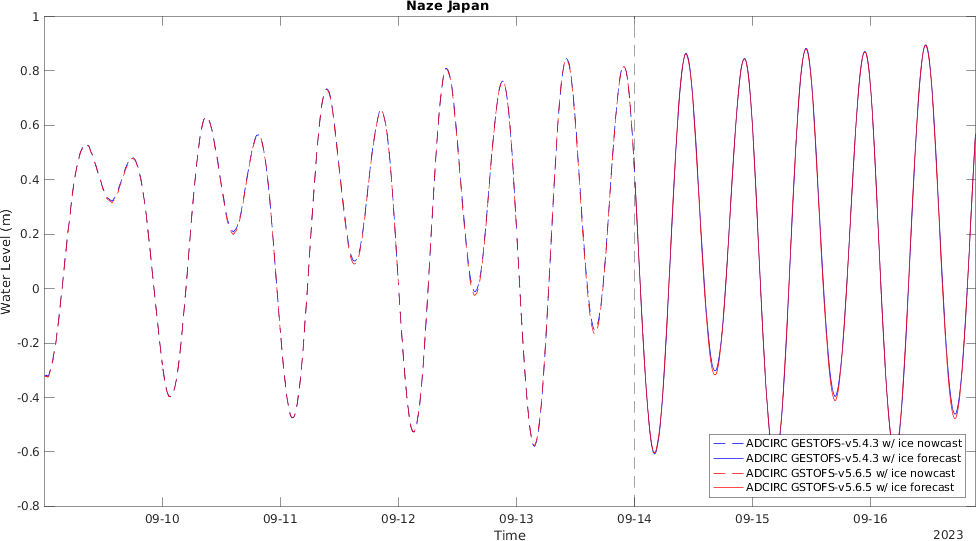 Naze Japan
1
0.8
0.6
0.4
0.2
0
-0.2
-0.4
-0.6
-0.8
Water Level (m)
ADCIRC GESTOFS-v5.4.3 w/ ice nowcast
ADCIRC GESTOFS-v5.4.3 w/ ice forecast
ADCIRC GSTOFS-v5.6.5 w/ ice nowcast
ADCIRC GSTOFS-v5.6.5 w/ ice forecast
09-10 09-11 09-12 09-13 09-14 09-15 09-16
Time
2023